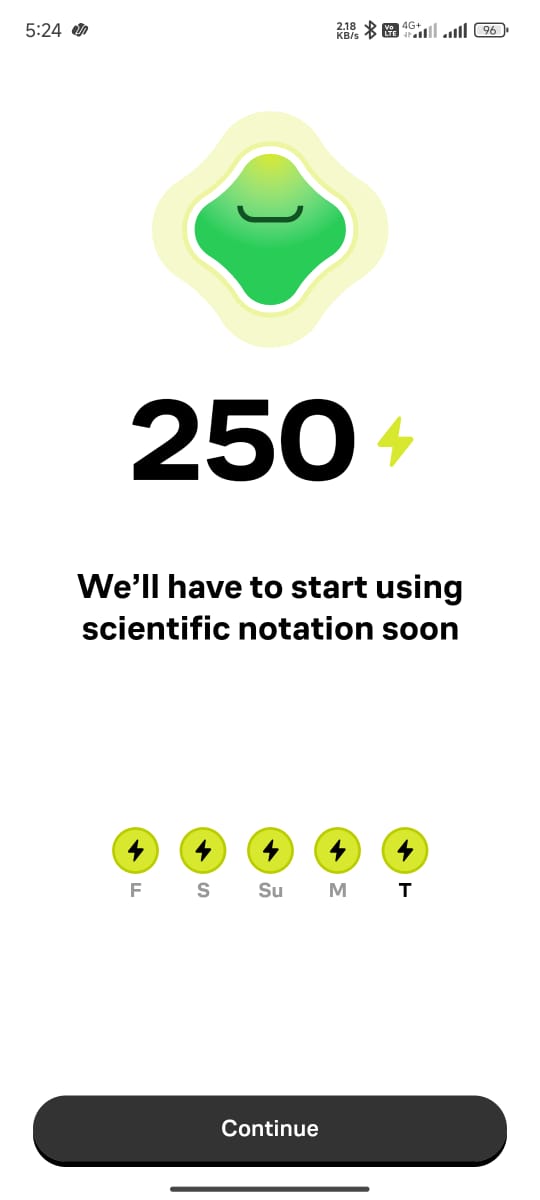 5:24
2.18
KB/s
Vo
LTE
4G+
96
250
We’ll have to start using
scientific notation soon
F S Su M T
Continue